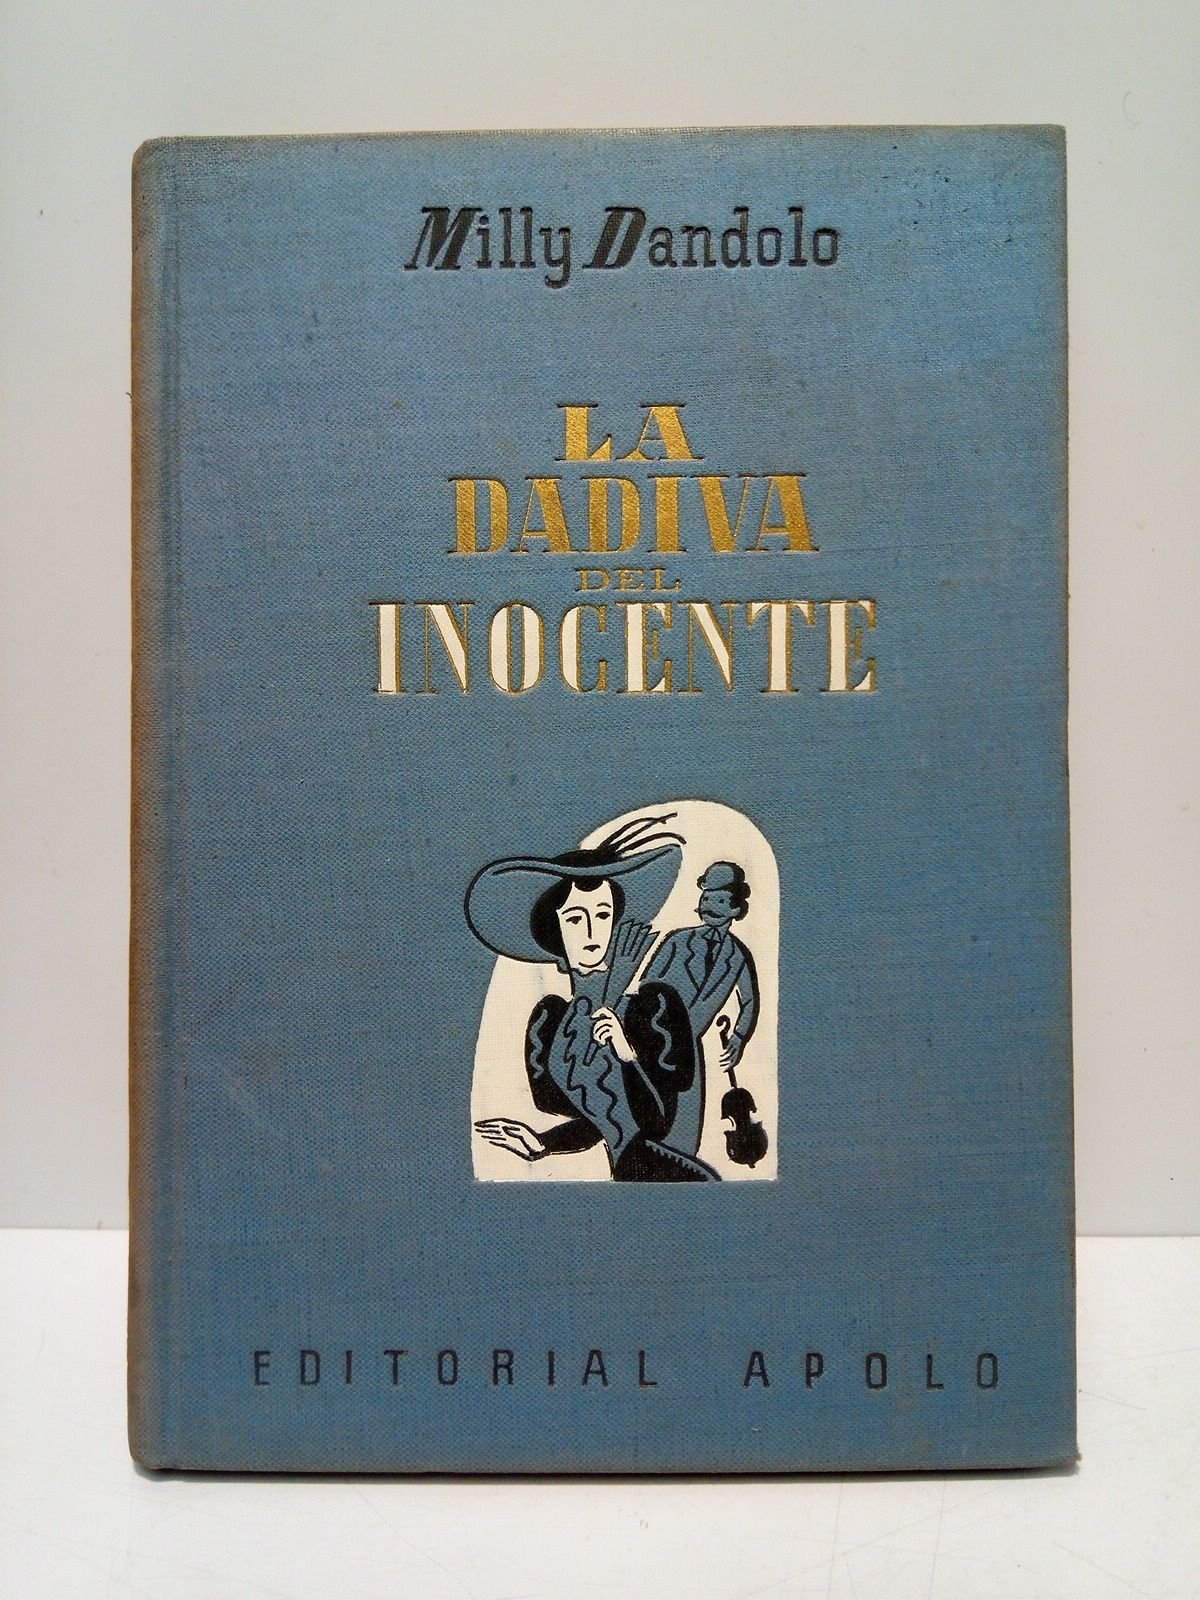 Milly Dandolo
LA
DADIVA
DEL
INOCENTE
EDITORIAL APOLO